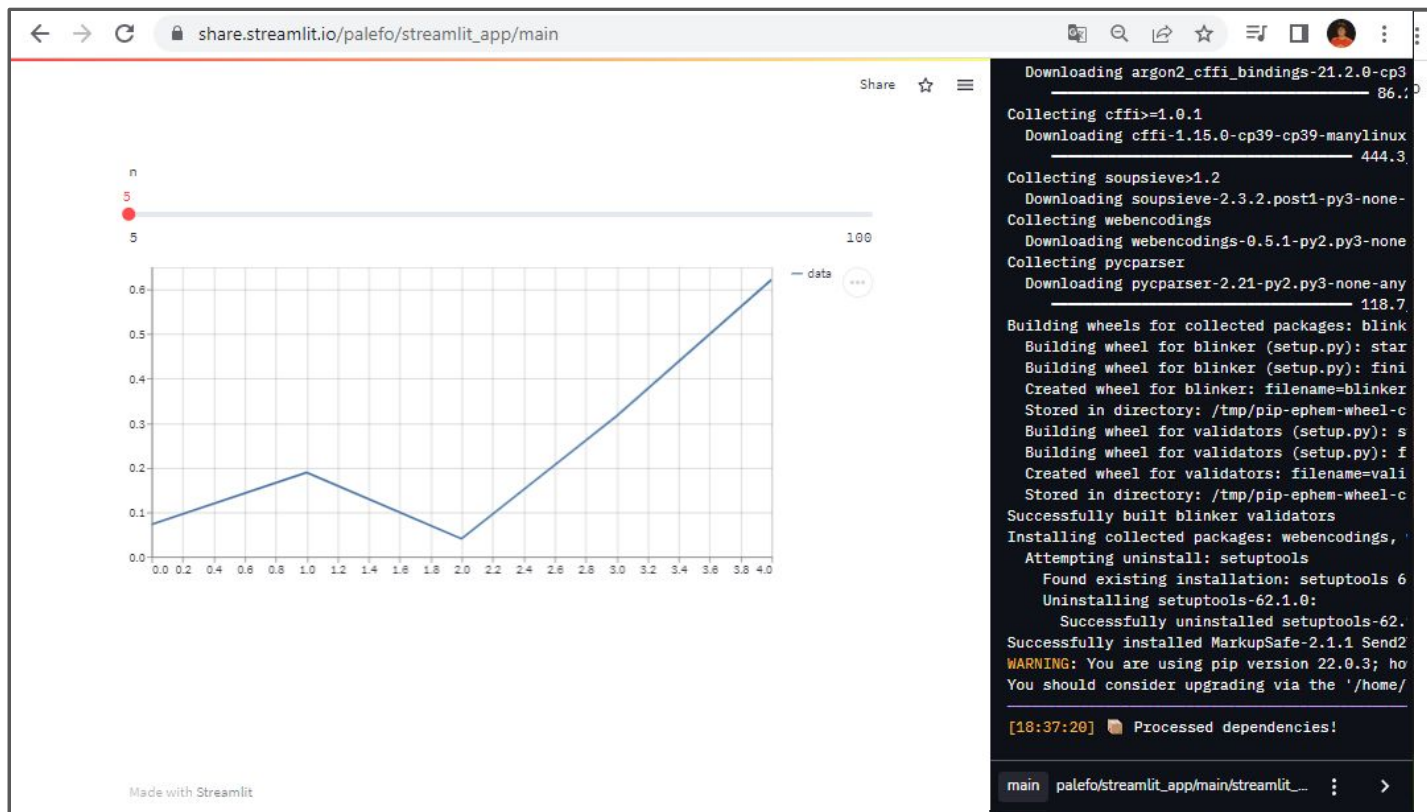 share.streamlit.io/palefo/streamlit_app/main
Share
n
5
5 100
data
0.6
0.5
0.4
0.3
0.2
0.1
0.0
0.0 0.2 0.4 0.6 0.8 1.0 1.2 1.4 1.6 1.8 2.0 2.2 2.4 2.6 2.8 3.0 3.2 3.4 3.6 3.8 4.0
Made with Streamlit
Downloading argon2_cffi_bindings-21.2.0-cp3
86.
Collecting cffi>=1.0.1
Downloading cffi-1.15.0-cp39-cp39-manylinux
444.3
Collecting soupsieve>1.2
Downloading soupsieve-2.3.2.post1-py3-none-
Collecting webencodings
Downloading webencodings-0.5.1-py2.py3-none
Collecting pycparser
Downloading pycparser-2.21-py2.py3-none-any
118.7
Building wheels for collected packages: blink
Building wheel for blinker (setup.py): star
Building wheel for blinker (setup.py): fini
Created wheel for blinker: filename=blinker
Stored in directory: /tmp/pip-ephem-wheel-c
Building wheel for validators (setup.py): s
Building wheel for validators (setup.py): f
Created wheel for validators: filename=vali
Stored in directory: /tmp/pip-ephem-wheel-c
Successfully built blinker validators
Installing collected packages: webencodings,
Attempting uninstall: setuptools
Found existing installation: setuptools 6
Uninstalling setuptools-62.1.0:
Successfully uninstalled setuptools-62.
Successfully installed MarkupSafe-2.1.1 Send2
WARNING: You are using pip version 22.0.3; ho
You should consider upgrading via the '/home/
[18:37:20] 📦 Processed dependencies!
main palefo/streamlit_app/main/streamlit_...